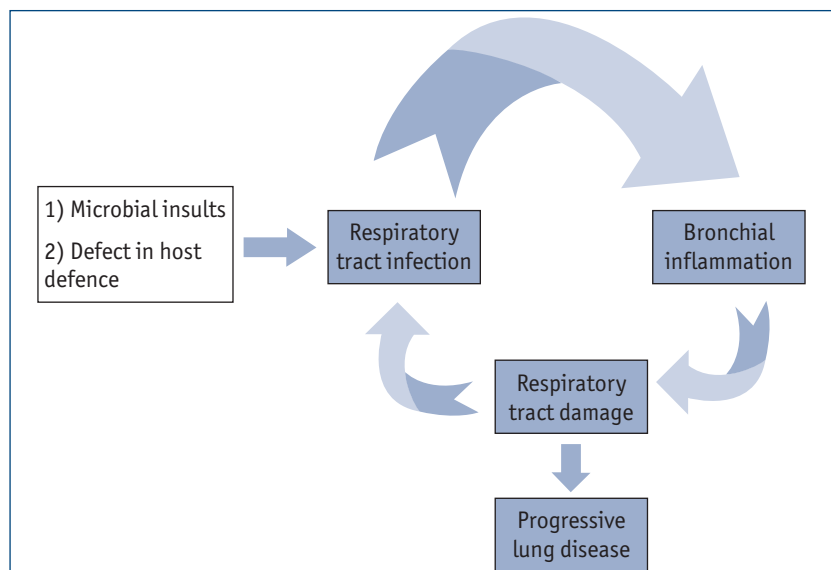 1) Microbial insults
2) Defect in host
defence
Respiratory
tract infection
Bronchial
inflammation
Respiratory
tract damage
Progressive
lung disease